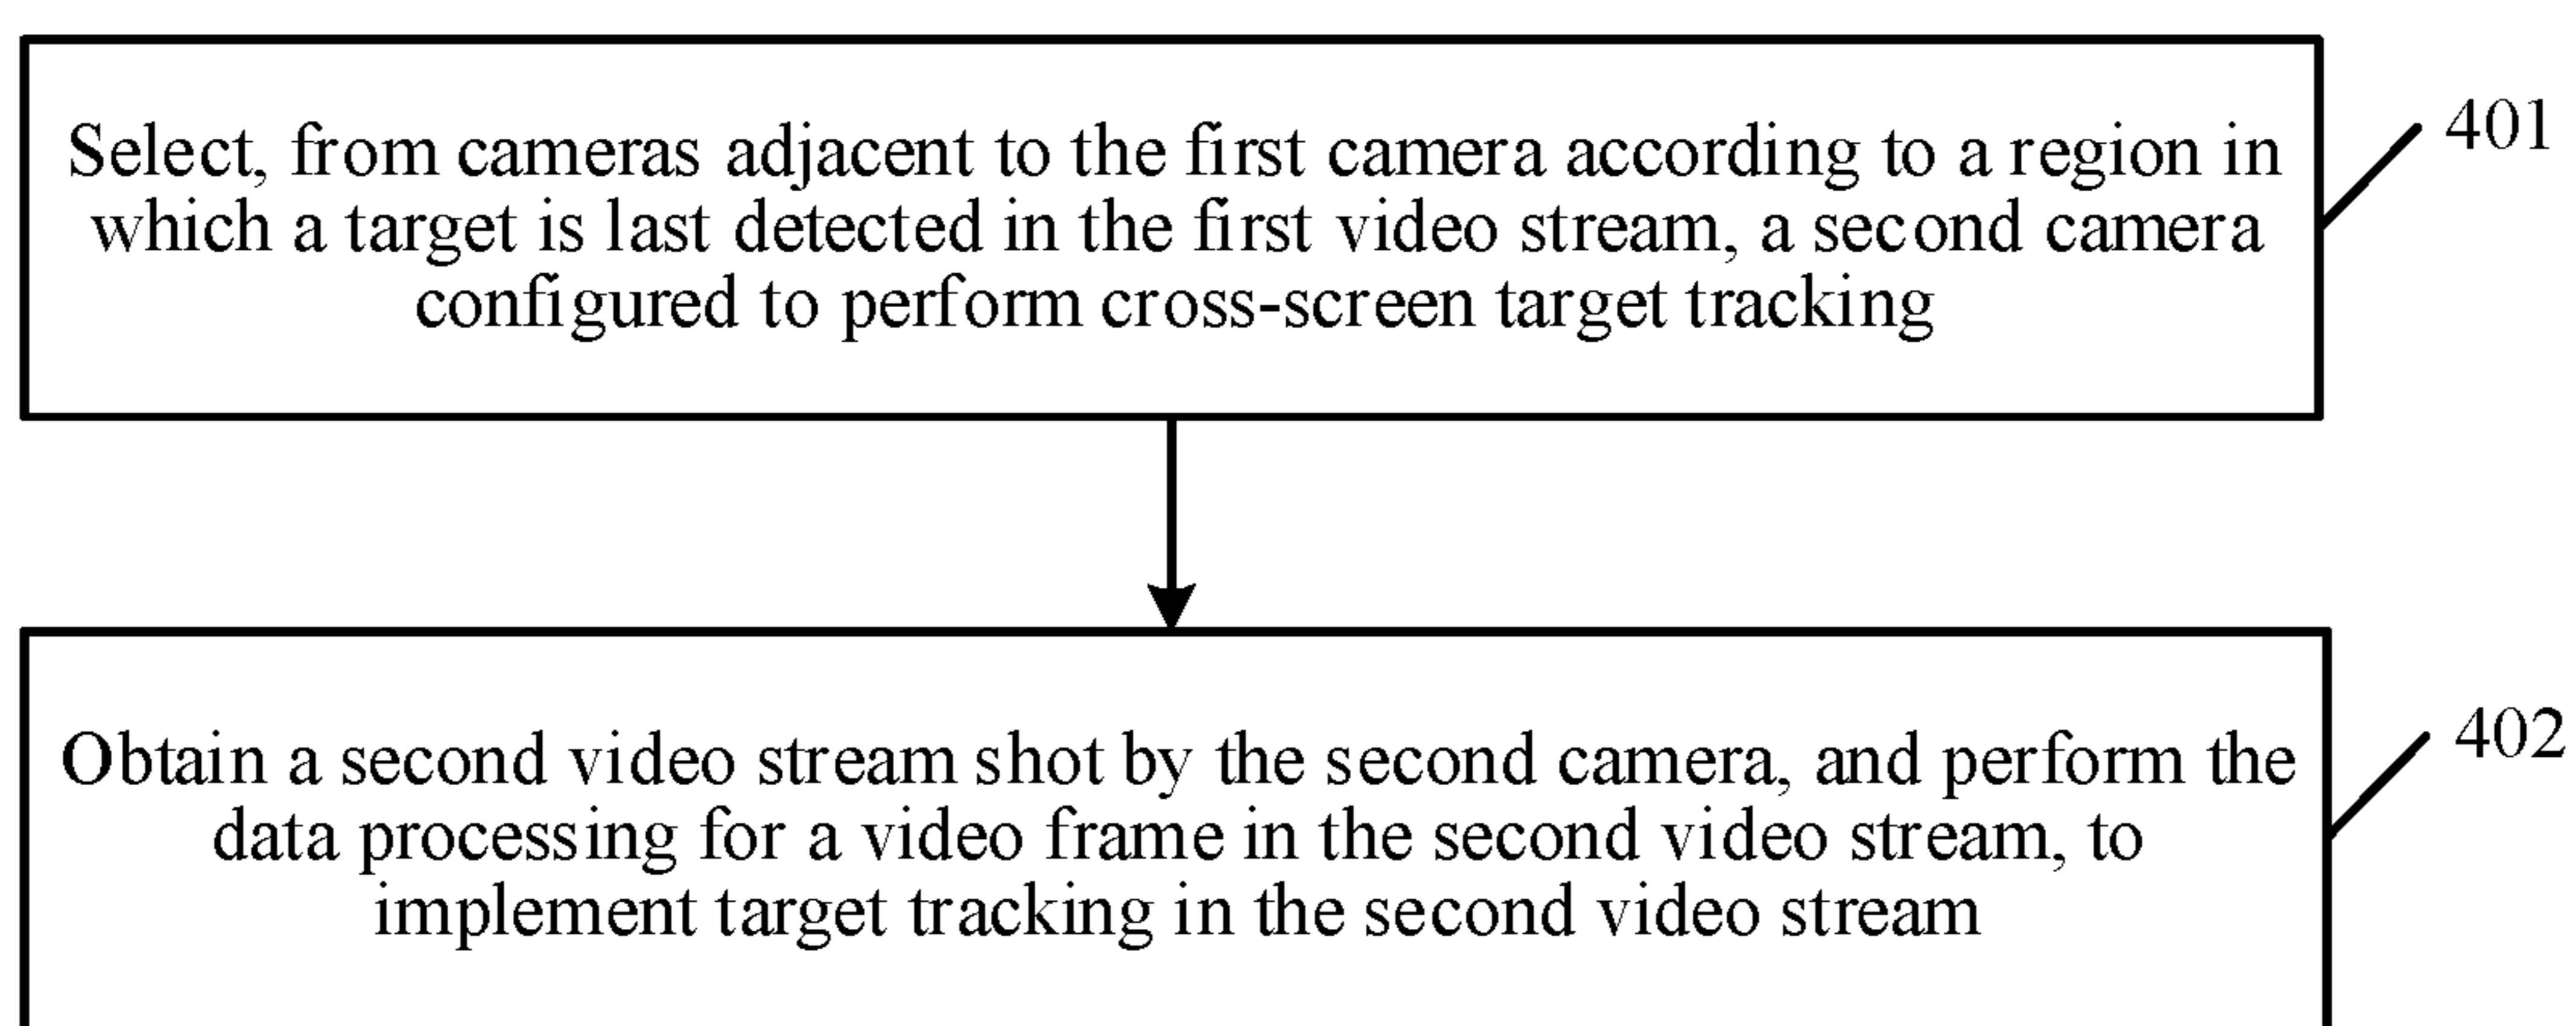 Select, from cameras adjacent to the first camera according to a region in
which a target is last detected in the first video stream, a second camera
configured to perform cross-screen target tracking
401
Obtain a second video stream shot by the second camera, and perform the
data processing for a video frame in the second video stream, to
implement target tracking in the second video stream
402